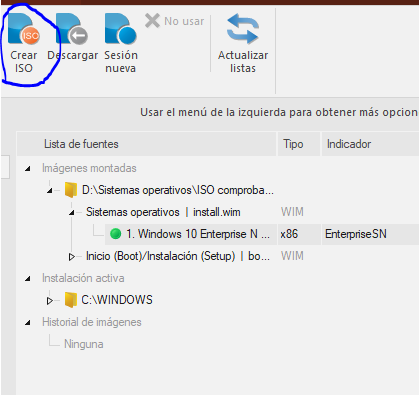 ISO
Crear ISO
Descargar
Sesión nueva
No usar
Actualizar listas
Usar el menú de la izquierda para obtener más opcion
Lista de fuentes Tipo Indicador
Imágenes montadas
D:\Sistemas operativos\ISO comproba...
Sistemas operativos | install.wim WIM
1. Windows 10 Enterprise N ... x86 EnterpriseSN
Inicio (Boot)/Instalación (Setup) | bo... WIM
Instalación activa
C:\WINDOWS
Historial de imágenes
Ninguna